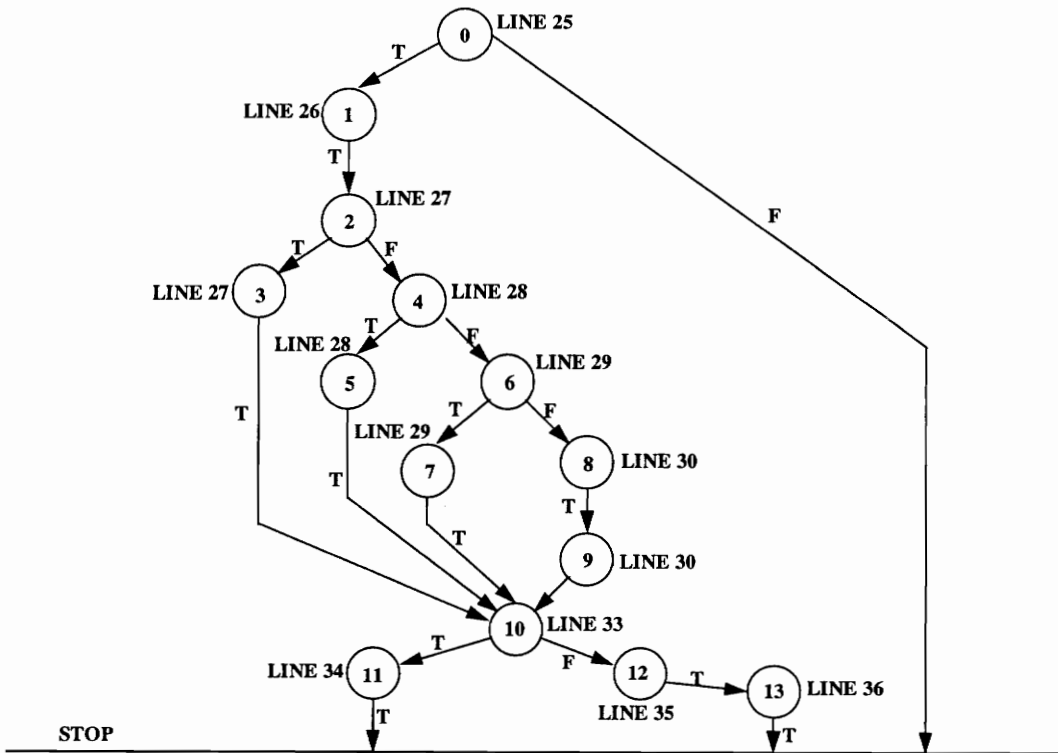 0 LINE 25
T
LINE 26 1
T
LINE 27
2
F
T F
LINE 27 3 4 LINE 28
T F
LINE 28
5 6 LINE 29
T T F
LINE 29
7 8 LINE 30
T T
T
9 LINE 30
10 LINE 33
T F
LINE 34 11 12 T 13 LINE 36
LINE 35
T T
STOP